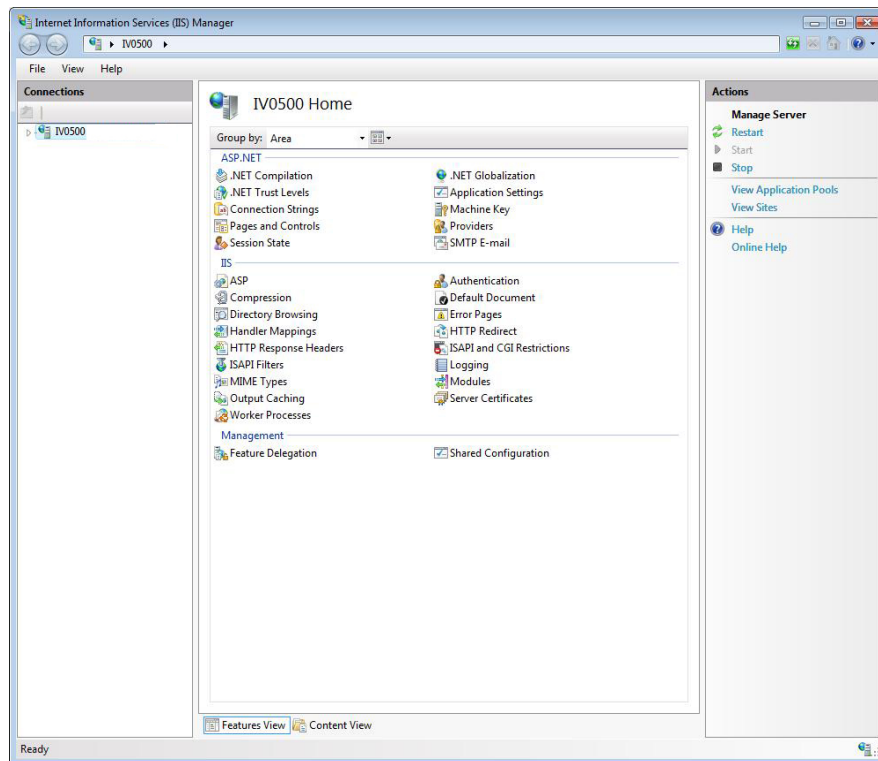 Internet Information Services (IIS) Manager
IV0500
File View Help
Connections
IV0500
IV0500 Home
Group by: Area
ASP.NET
.NET Compilation
.NET Globalization
.NET Trust Levels
Application Settings
Connection Strings
Machine Key
Pages and Controls
Providers
Session State
SMTP E-mail
IIS
ASP
Authentication
Compression
Default Document
Directory Browsing
Error Pages
Handler Mappings
HTTP Redirect
HTTP Response Headers
ISAPI and CGI Restrictions
ISAPI Filters
Logging
MIME Types
Modules
Output Caching
Server Certificates
Worker Processes
Management
Feature Delegation
Shared Configuration
Features View
Content View
Actions
Manage Server
Restart
Start
Stop
View Application Pools
View Sites
Help
Online Help
Ready